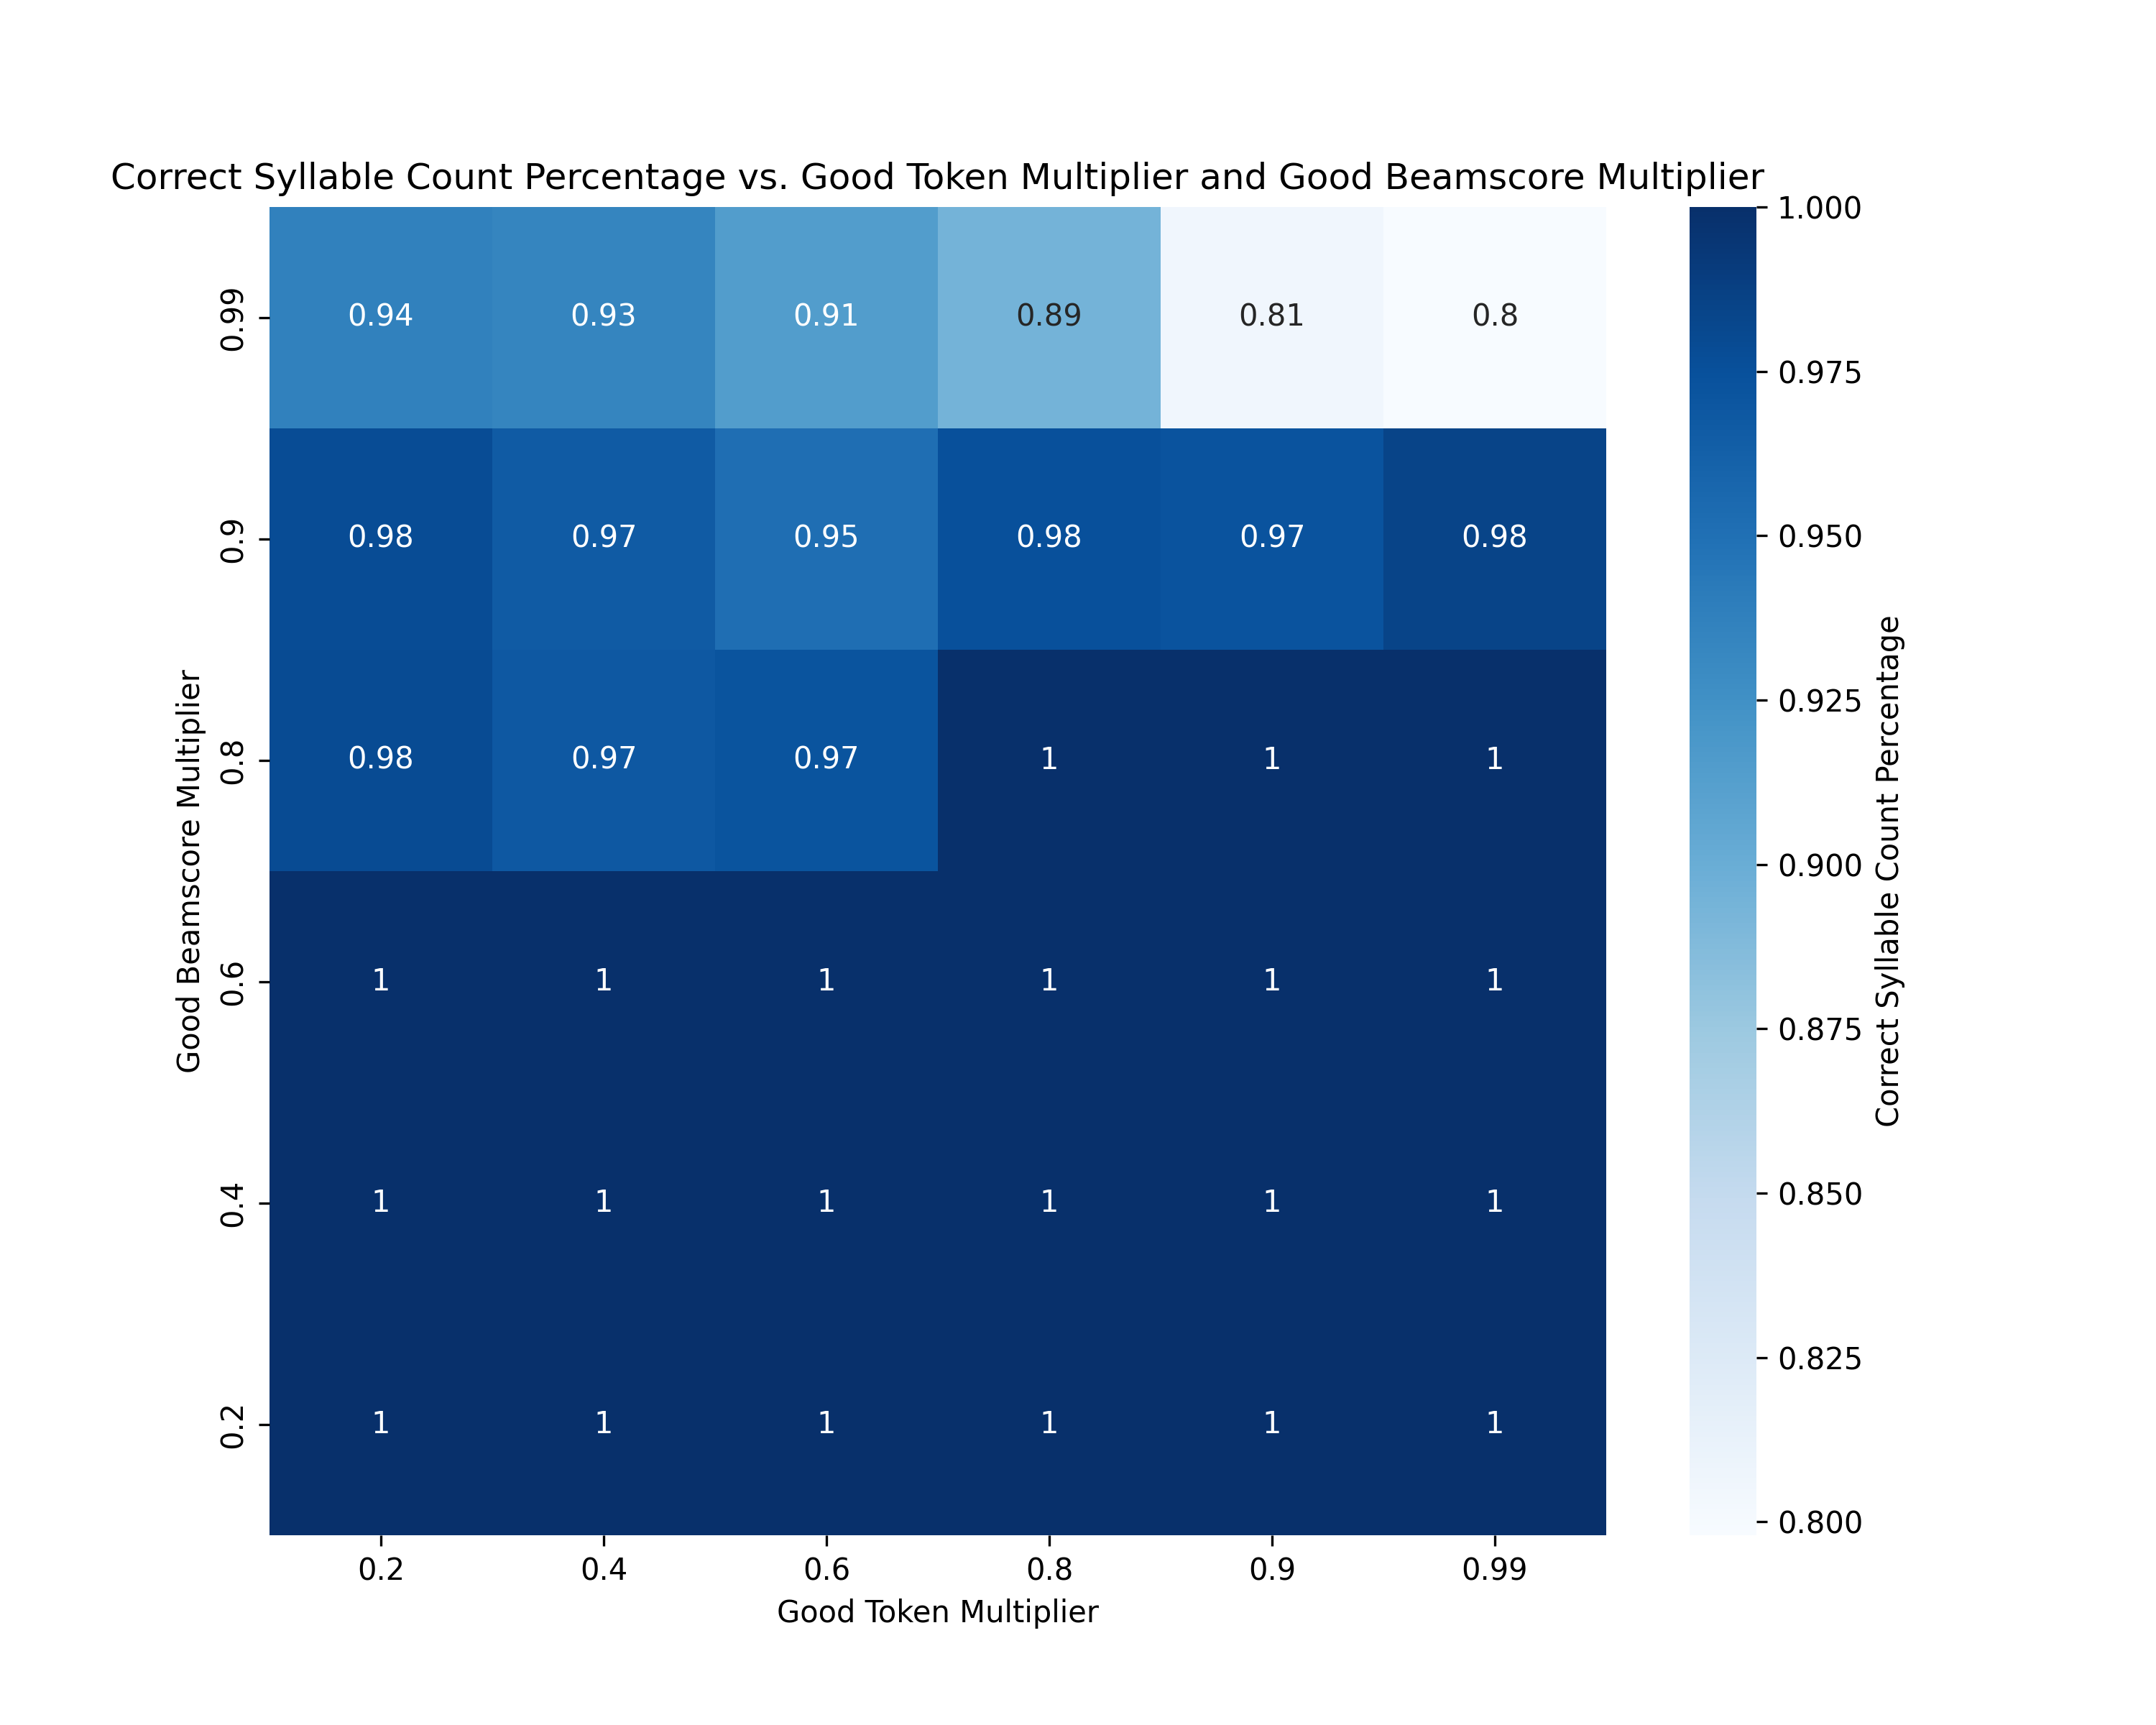 Correct Syllable Count Percentage vs. Good Token Multiplier and Good Beamscore Multiplier
0.99 0.94 0.93 0.91 0.89 0.81 0.8
0.9 0.98 0.97 0.95 0.98 0.97 0.98
0.8 0.98 0.97 0.97 1 1 1
0.6 1 1 1 1 1 1
0.4 1 1 1 1 1 1
0.2 1 1 1 1 1 1
Good Beamscore Multiplier
0.2 0.4 0.6 0.8 0.9 0.99
Good Token Multiplier
1.000
0.975
0.950
0.925
0.900
0.875
0.850
0.825
0.800
Correct Syllable Count Percentage